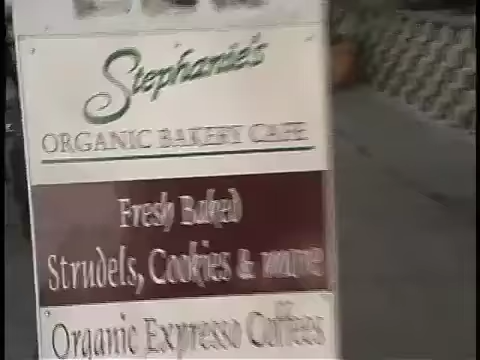 Stephanie's
ORGANIC BAKERY CAFE
Fresh Baked
Strudels, Cookies & more
Organic Expresso Coffees